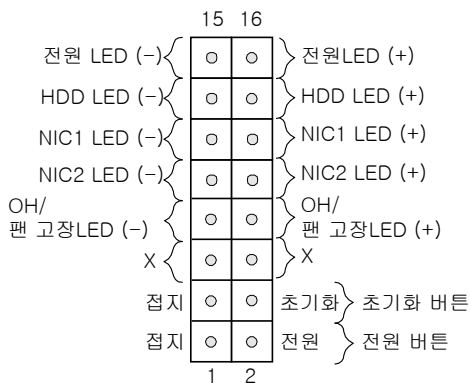 15 16
전원 LED (-) 전원LED (+)
HDD LED (-) HDD LED (+)
NIC1 LED (-) NIC1 LED (+)
NIC2 LED (-) NIC2 LED (+)
OH/ OH/
팬 고장LED (-) 팬 고장LED (+)
X X
접지 초기화 초기화 버튼
접지 전원 전원 버튼
1 2